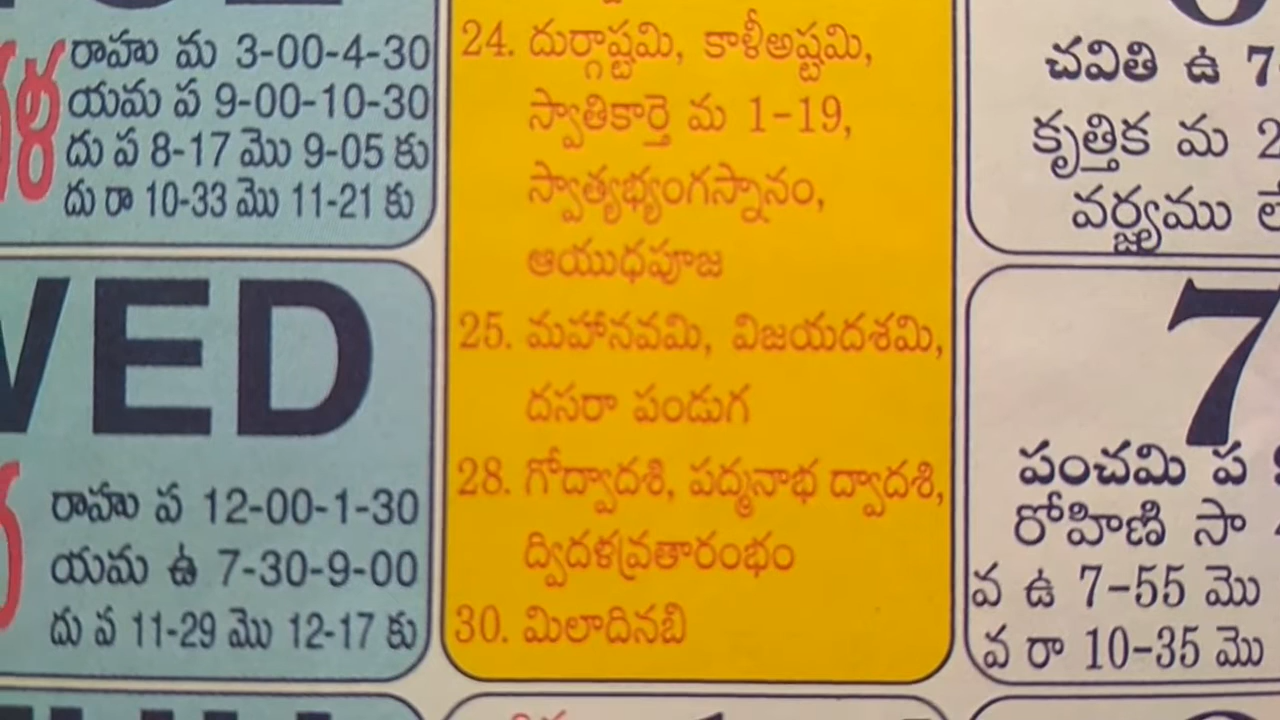 రాహు మ 3-00-4-30
యమ ప 9-00-10-30
దు ప 8-17 మొ 9-05 కు
దు రా 10-33 మొ 11-21 కు
WED
రాహు ప 12-00-1-30
యమ ఉ 7-30-9-00
దు ప 11-29 మొ 12-17 కు
24. దుర్గాష్టమి, కాళీఅష్టమి,
స్వాతికార్తె మ 1-19,
స్వాత్యభ్యంగస్నానం,
ఆయుధపూజ
25. మహానవమి, విజయదశమి,
దసరా పండుగ
28. గోద్వాదశి, పద్మనాభ ద్వాదశి,
ద్విదళవ్రతారంభం
30. మిలాదినబి
చవితి ఉ 7
కృత్తిక మ 2
వర్జ్యము లే
7
పంచమి ప
రోహిణి సా
వ ఉ 7-55 మొ
వ రా 10-35 మొ